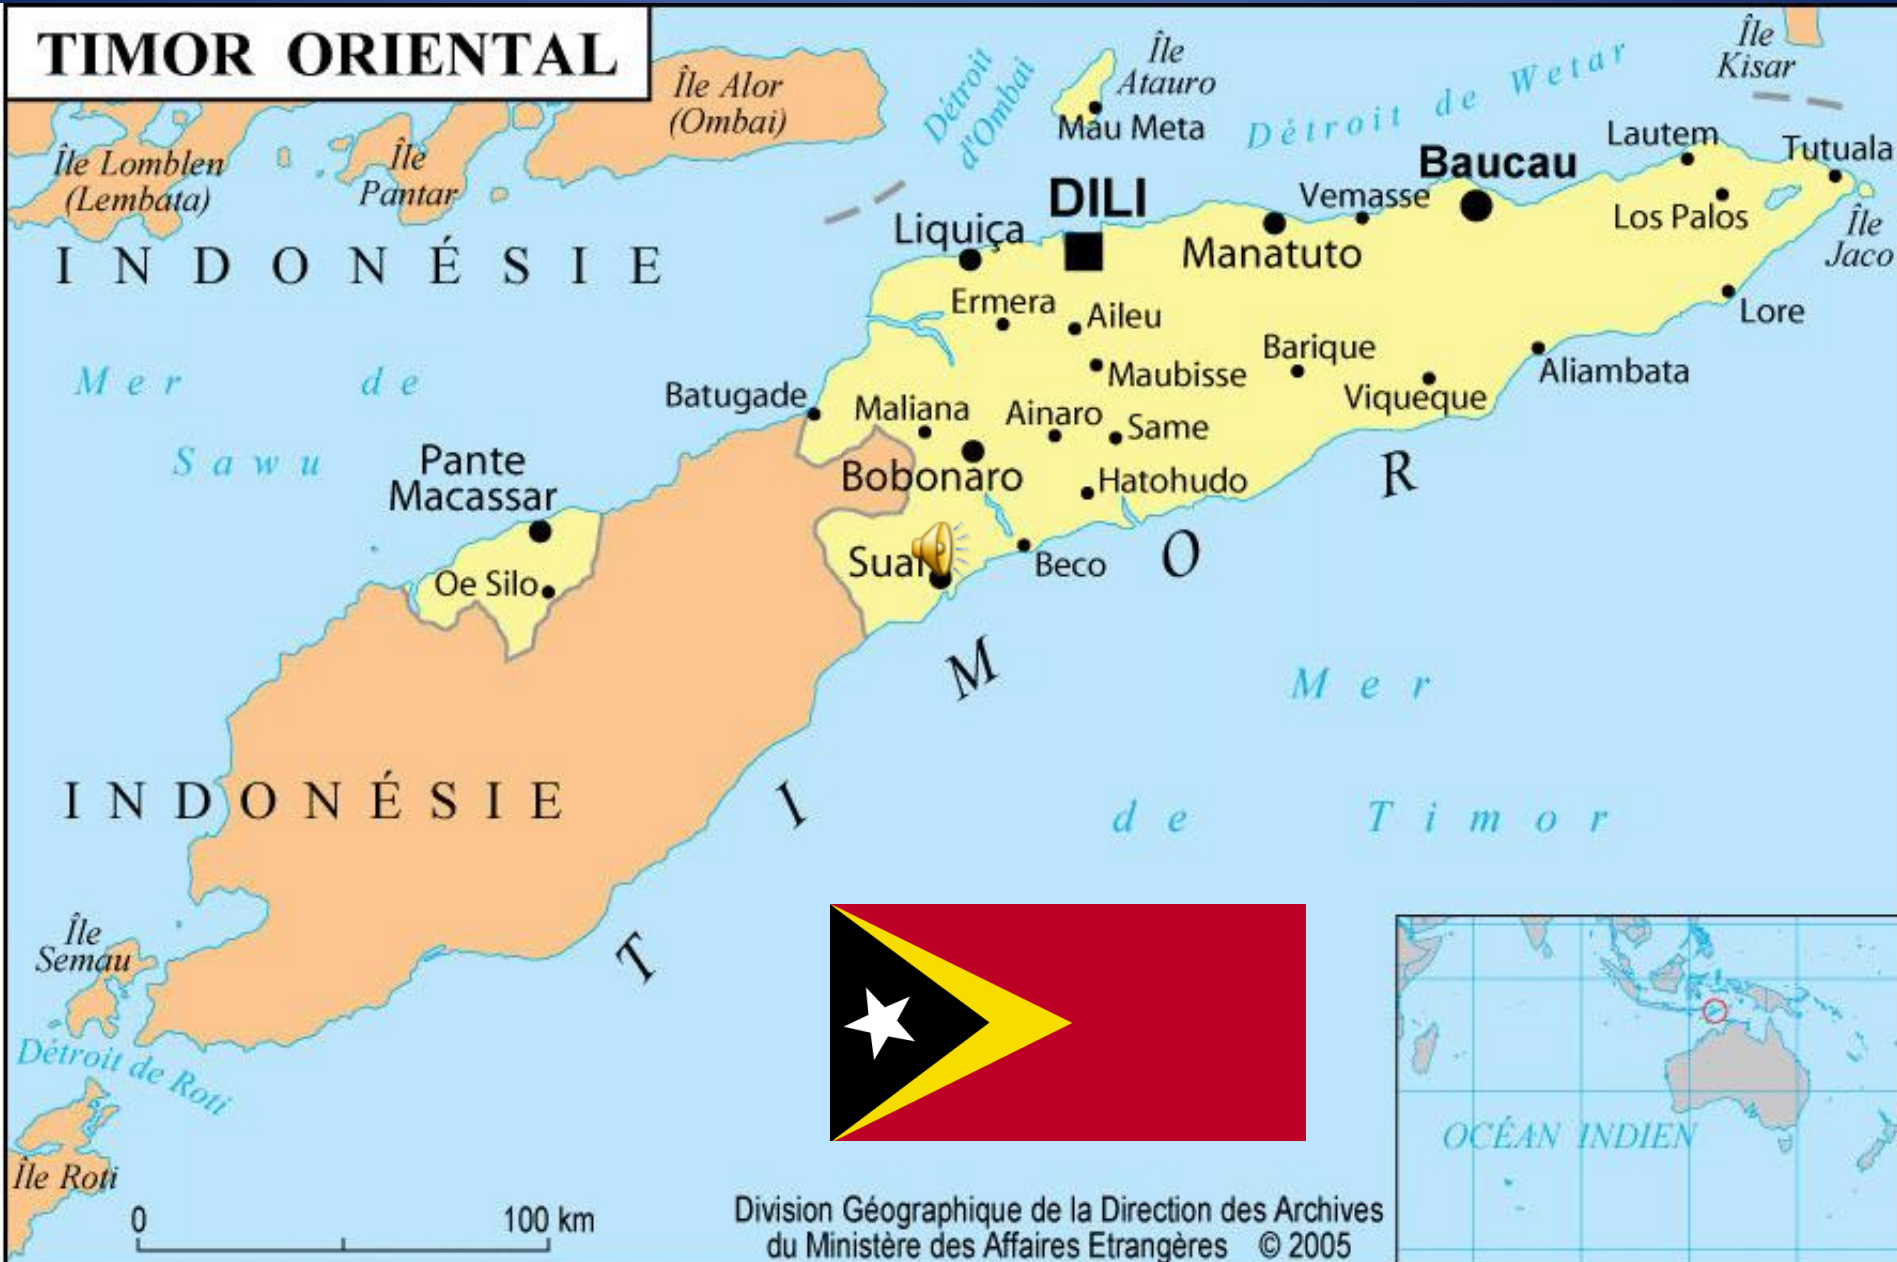 TIMOR ORIENTAL
Île Alor
(Ombai)
Détroit
d'Ombai
Île
Atauro
Mau Meta
Détroit de Wetar
Île
Kisar
Île Lomblen
(Lembata)
Île
Pantar
INDONÉSIE
Liquiça
DILI
Manatuto
Vemasse
Baucau
Lautem
Los Palos
Tutuala
Île
Jaco
Lore
Ermera
Aileu
Maubisse
Barique
Viqueque
Aliambata
Mer de
Sawu
Batugade
Maliana
Ainaro
Same
Bobonaro
Hatohudo
Pante
Macassar
Oe Silo
Beco
TIMOR
Mer
de Timor
INDONÉSIE
Île
Semau
Détroit de Roti
Île Roti
0 100 km
Division Géographique de la Direction des Archives
du Ministère des Affaires Etrangères © 2005
OCÉAN INDIEN